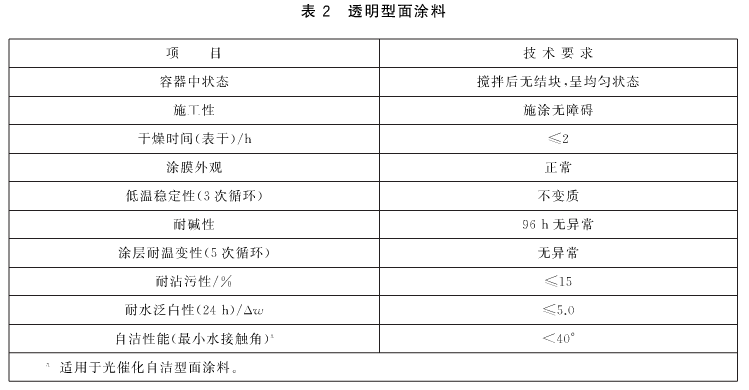 表 2 透明型面涂料
项 目 技 术 要 求
容器中状态 搅拌后无结块,呈均匀状态
施工性 施涂无障碍
干燥时间(表干)/h ≤2
涂膜外观 正常
低温稳定性(3 次循环) 不变质
耐碱性 96 h 无异常
涂层耐温变性(5 次循环) 无异常
耐沾污性/% ≤15
耐水泛白性(24 h)/Δw ≤5.0
自洁性能(最小水接触角)ᵃ <40°
ᵃ 适用于光催化自洁型面涂料。